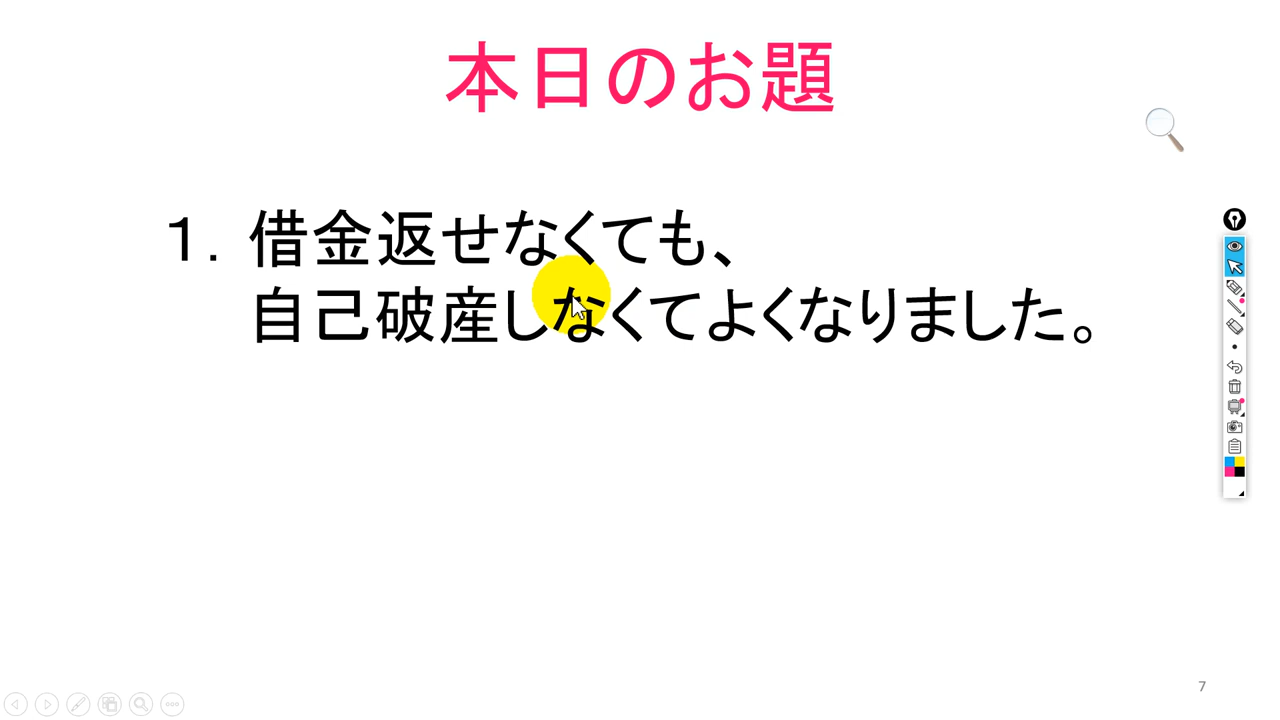 本日のお題
１．借金返せなくても、
自己破産しなくてよくなりました。
7